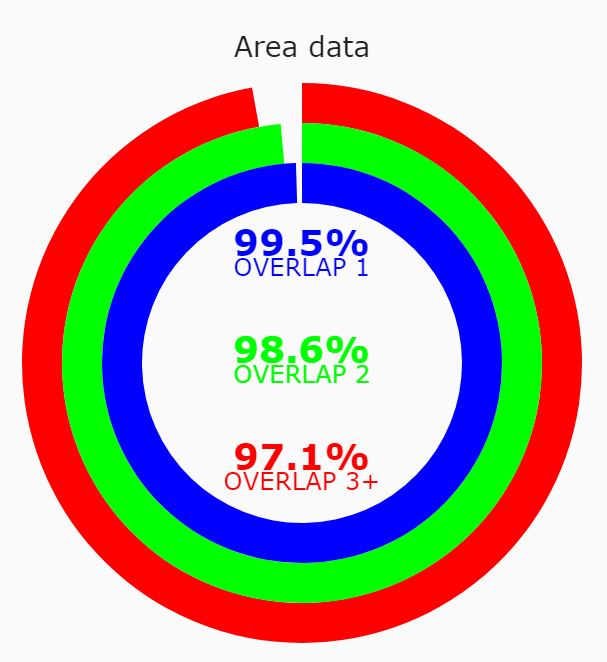 Area data
99.5%
OVERLAP 1
98.6%
OVERLAP 2
97.1%
OVERLAP 3+